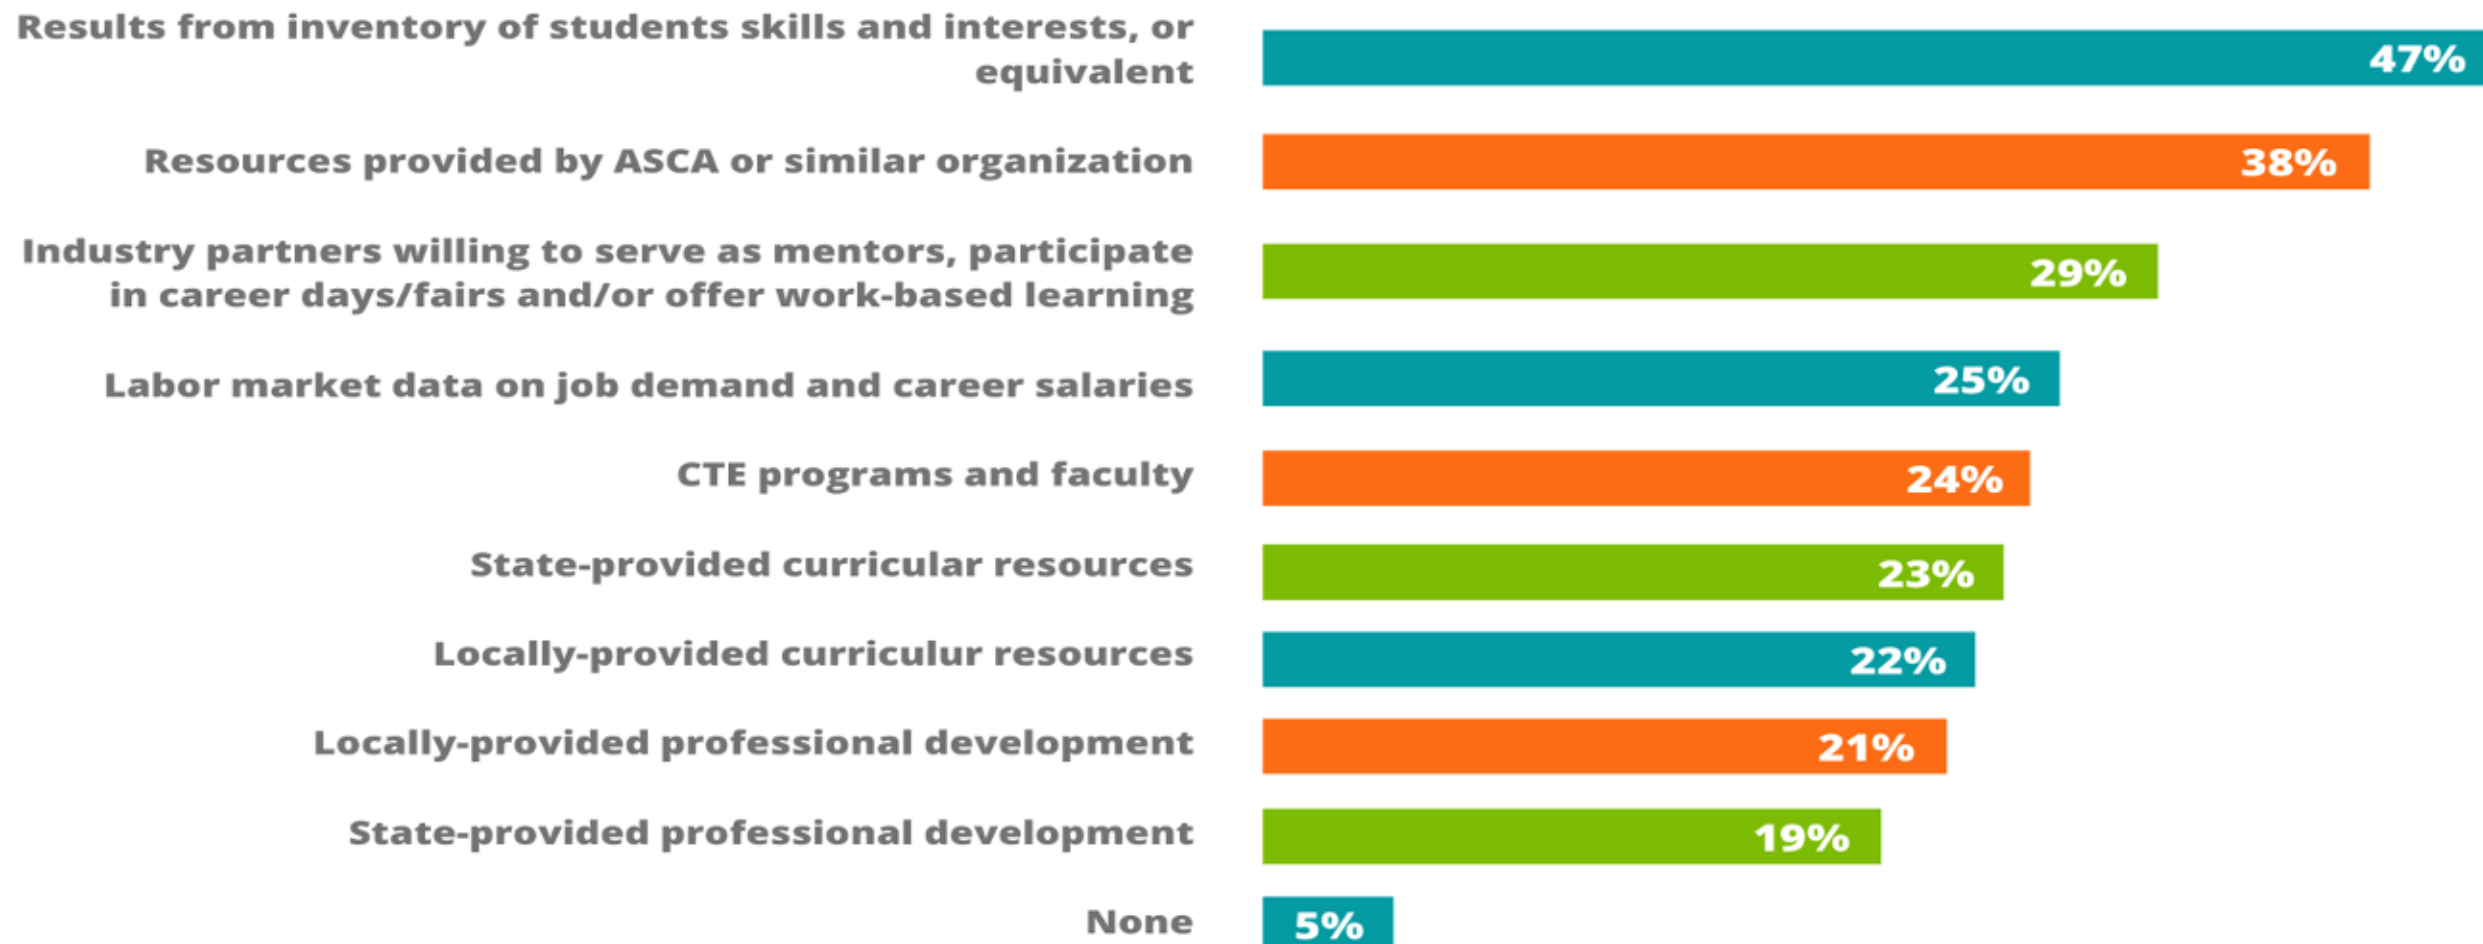 Results from inventory of students skills and interests, or
equivalent
47%
Resources provided by ASCA or similar organization
38%
Industry partners willing to serve as mentors, participate
in career days/fairs and/or offer work-based learning
29%
Labor market data on job demand and career salaries
25%
CTE programs and faculty
24%
State-provided curricular resources
23%
Locally-provided curriculur resources
22%
Locally-provided professional development
21%
State-provided professional development
19%
None
5%